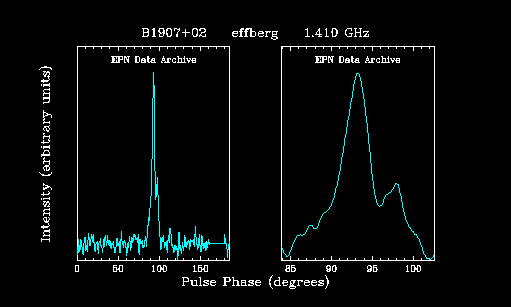 B1907+02 effberg 1.410 GHz
EPN Data Archive
EPN Data Archive
Intensity (arbitrary units)
0 50 100 150
85 90 95 100
Pulse Phase (degrees)